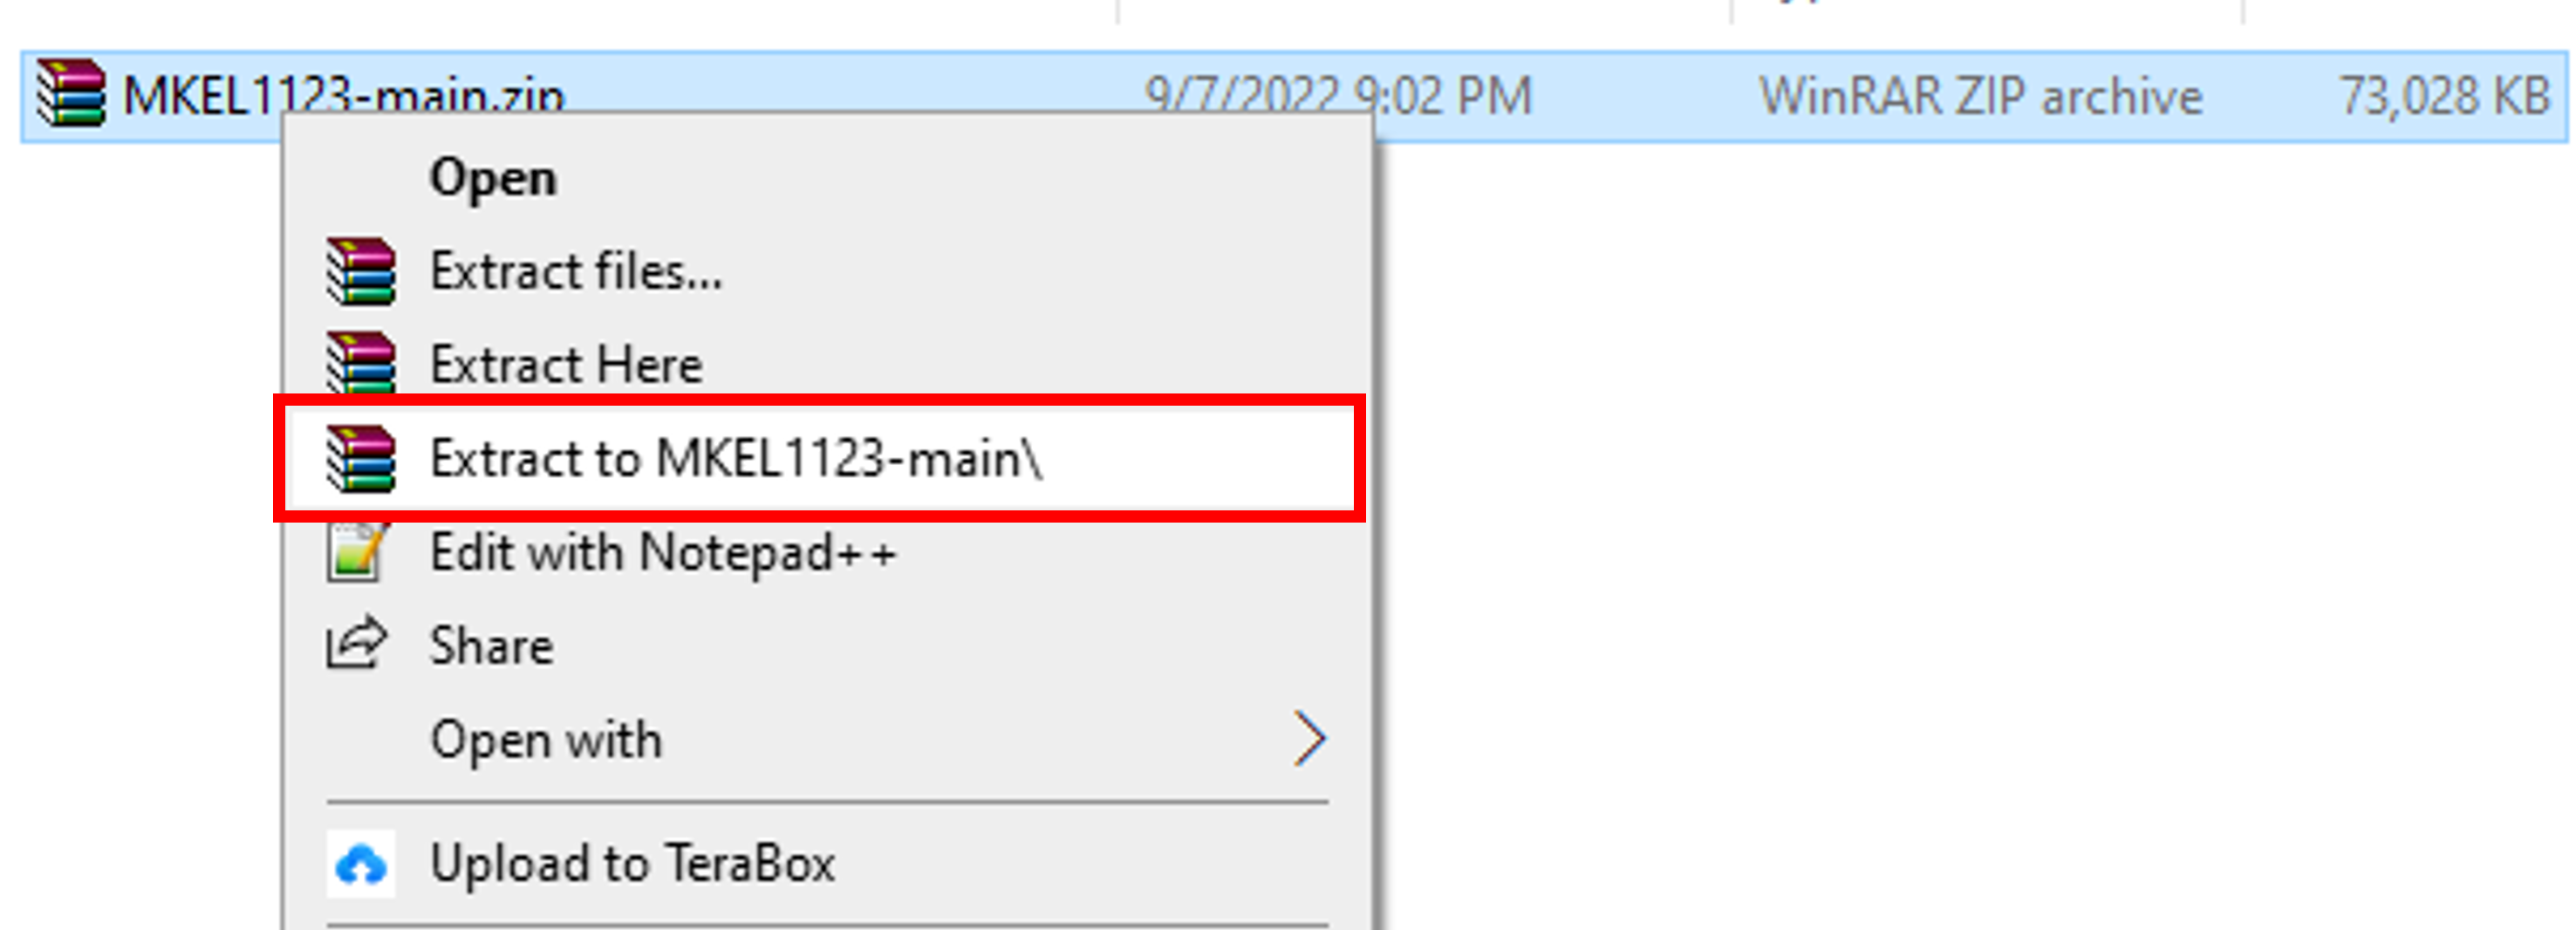 MKEL1123-main.zip 9/7/2022 9:02 PM WinRAR ZIP archive 73,028 KB
Open
Extract files...
Extract Here
Extract to MKEL1123-main\
Edit with Notepad++
Share
Open with
Upload to TeraBox